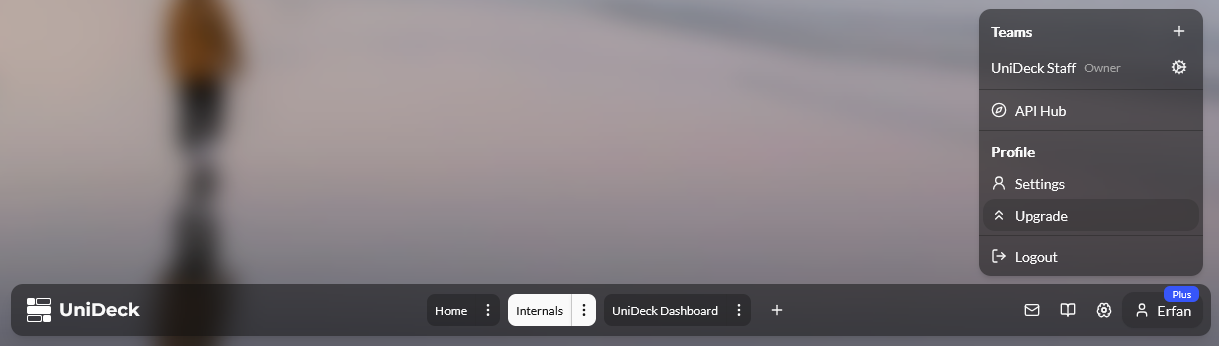 Teams
UniDeck Staff Owner
API Hub
Profile
Settings
Upgrade
Logout
UniDeck
Home
Internals
UniDeck Dashboard
Plus
Erfan